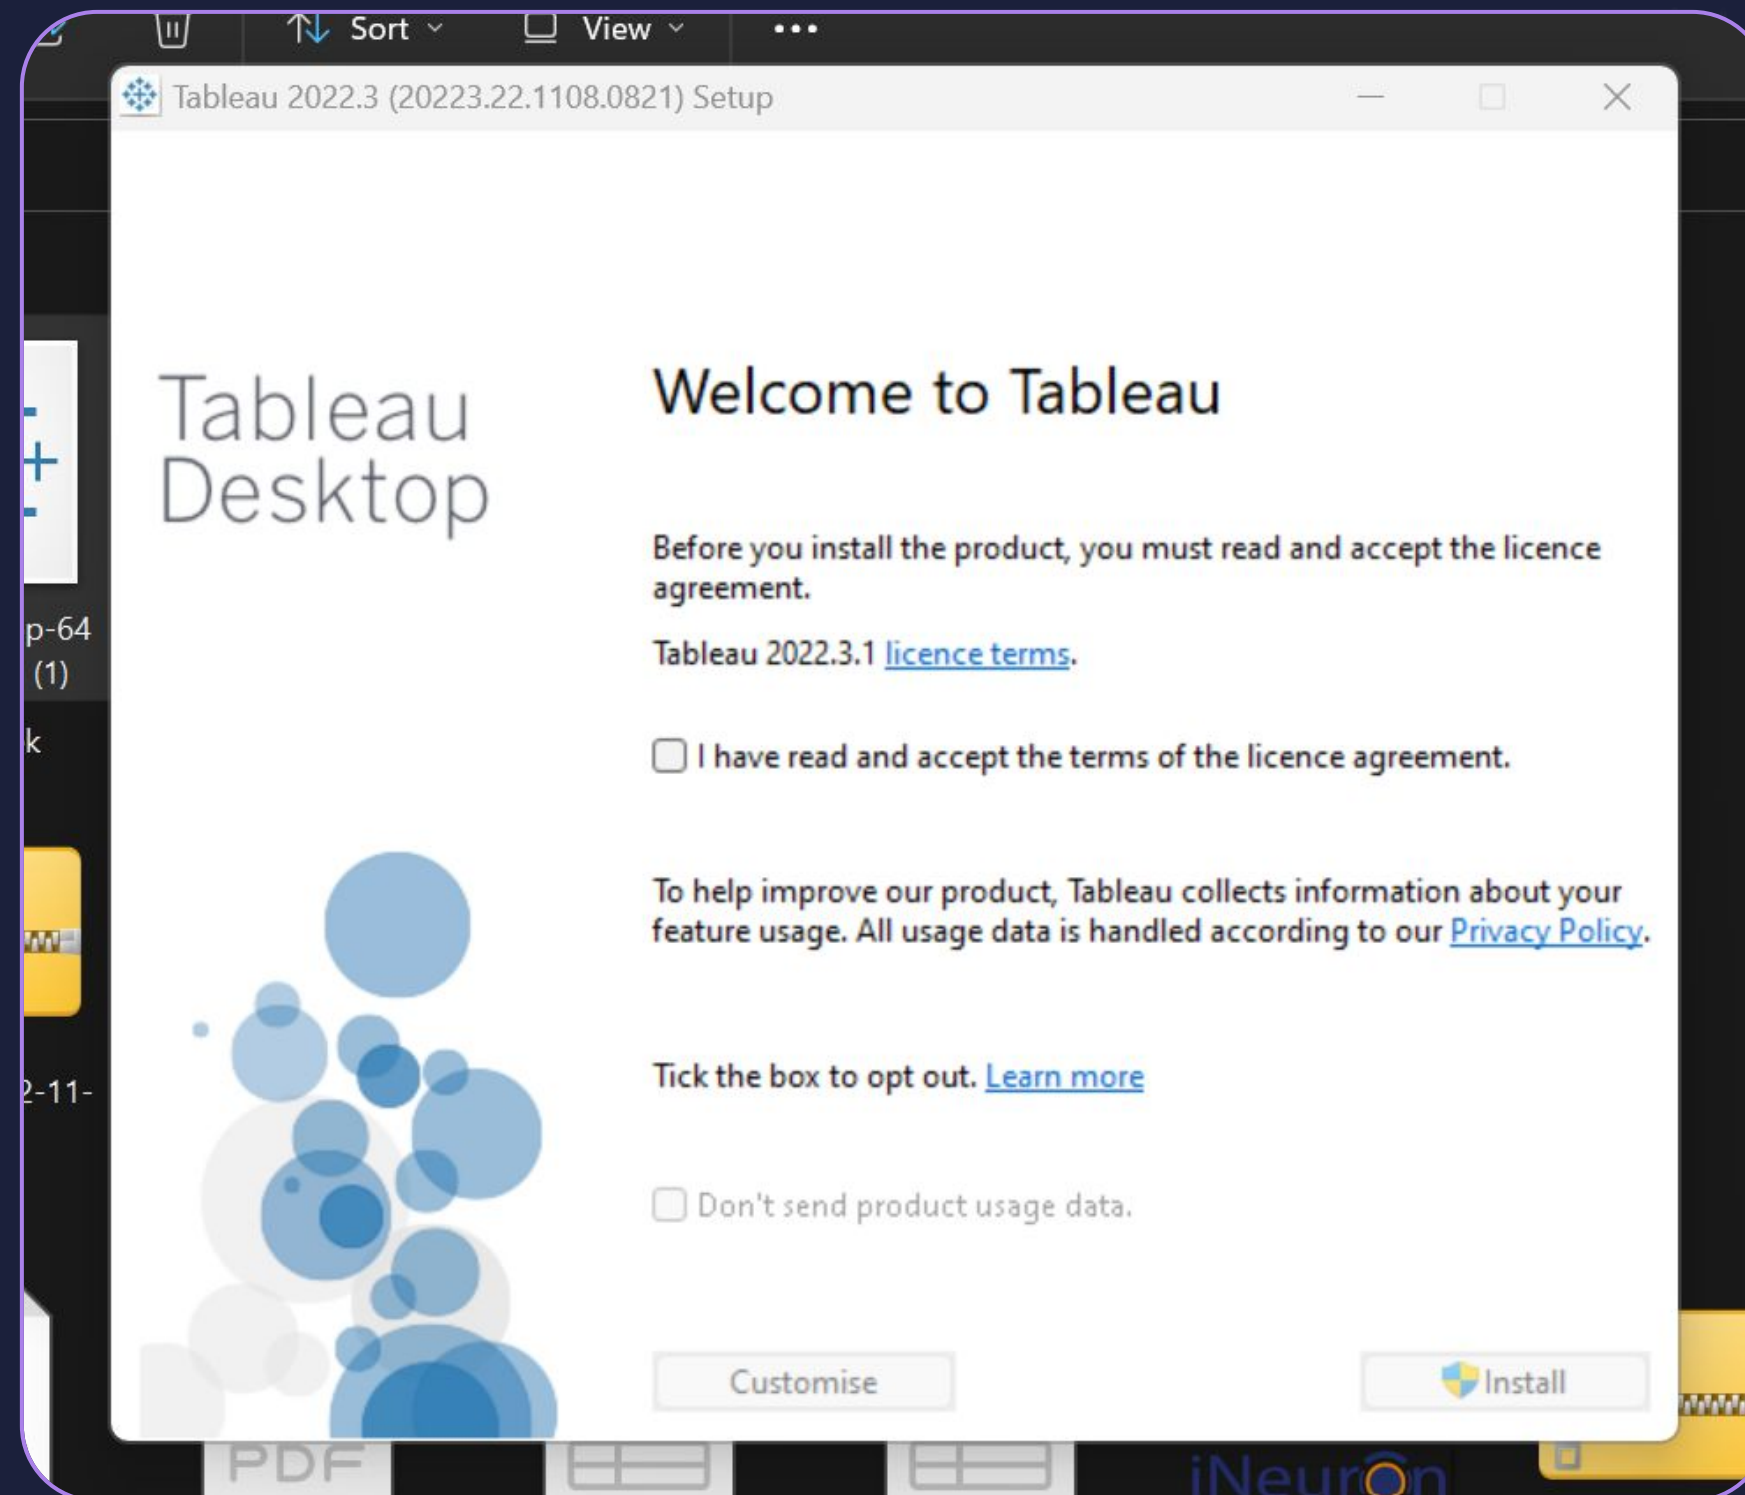 Sort
View
Tableau 2022.3 (20223.22.1108.0821) Setup
Tableau
Desktop
Welcome to Tableau
Before you install the product, you must read and accept the licence
agreement.
Tableau 2022.3.1 licence terms.
I have read and accept the terms of the licence agreement.
To help improve our product, Tableau collects information about your
feature usage. All usage data is handled according to our Privacy Policy.
Tick the box to opt out. Learn more
Don't send product usage data.
Customise
Install
p-64
(1)
k
2-11-
PDF
iNeuron